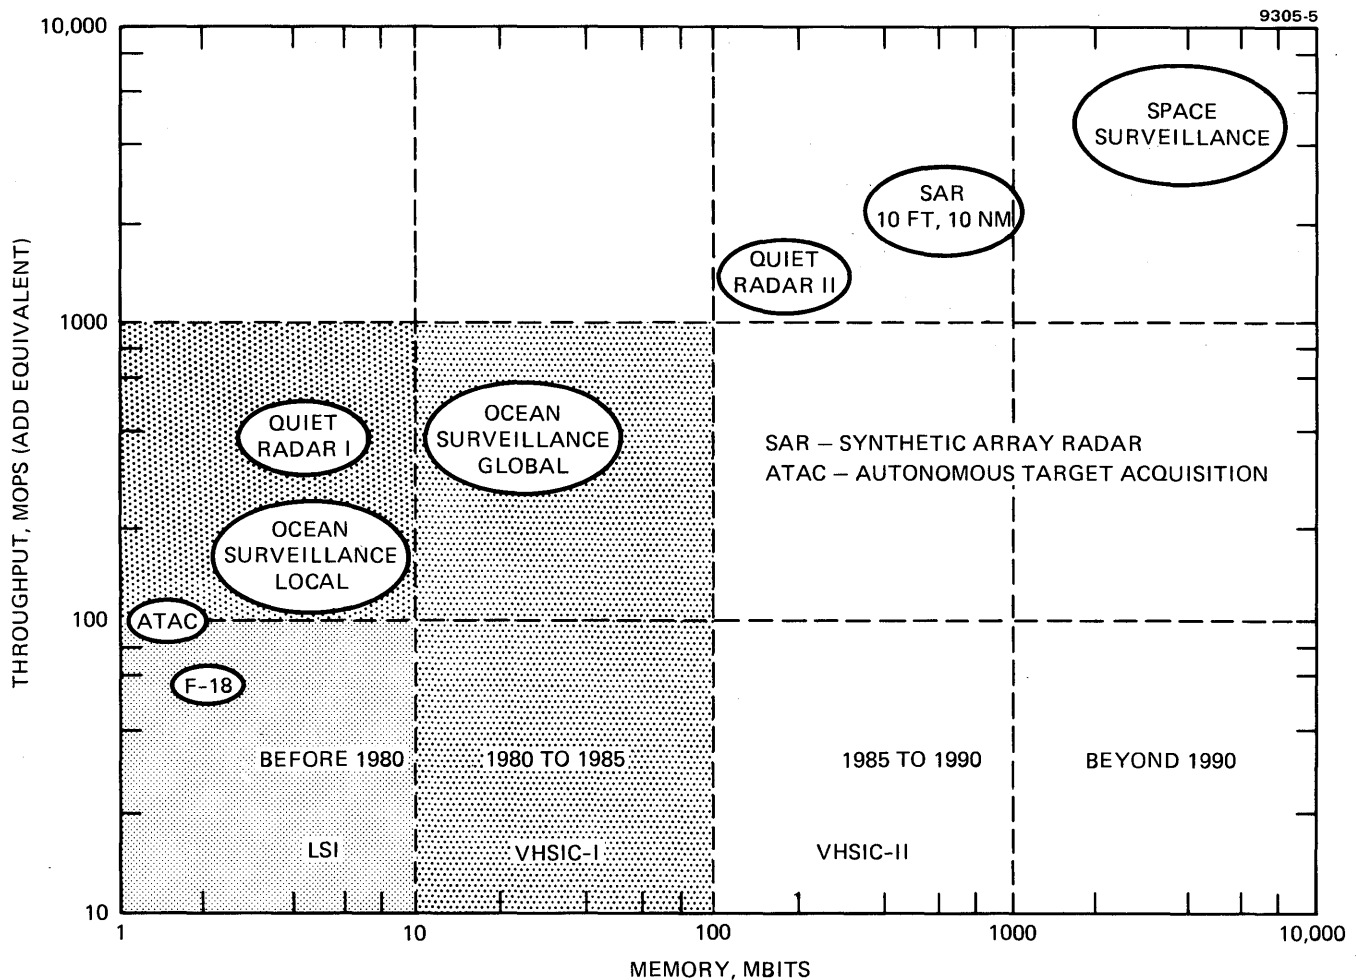 9305-5
10,000
SPACE
SURVEILLANCE
SAR
10 FT, 10 NM
QUIET
RADAR II
THROUGHPUT, MOPS (ADD EQUIVALENT)
1000
QUIET
RADAR I
OCEAN
SURVEILLANCE
GLOBAL
SAR – SYNTHETIC ARRAY RADAR
ATAC – AUTONOMOUS TARGET ACQUISITION
OCEAN
SURVEILLANCE
LOCAL
100
ATAC
F-18
BEFORE 1980
1980 TO 1985
1985 TO 1990
BEYOND 1990
LSI
VHSIC-I
VHSIC-II
10
1
10
100
1000
10,000
MEMORY, MBITS